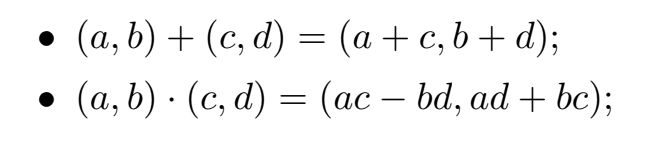 • (a, b) + (c, d) = (a + c, b + d);
• (a, b) · (c, d) = (ac − bd, ad + bc);